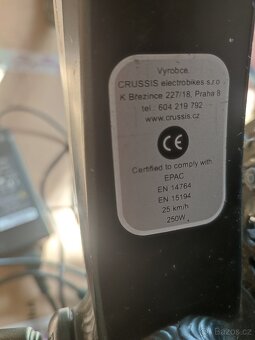 Výrobce
CRUSSIS electrobikes s.r.o
K Březince 227/18, Praha 8
tel.: 604 219 792
www.crussis.cz
CE
Certified to comply with
EPAC
EN 14764
EN 15194
25 km/h
250W
Bazoš.cz